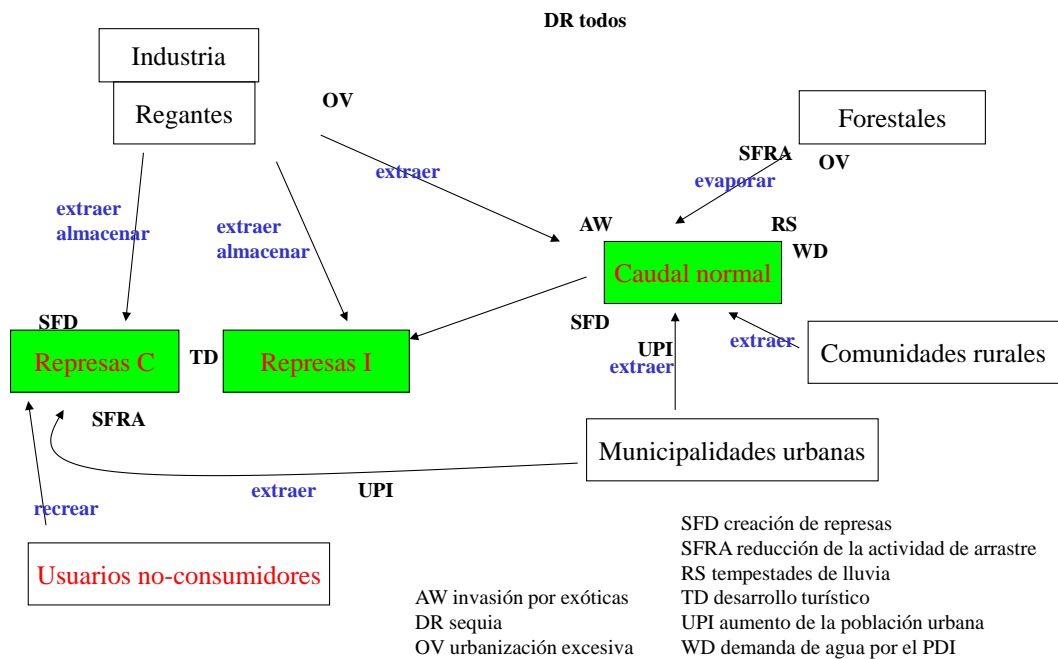 DR todos
Industria
Regantes
OV
Forestales
SFRA
OV
extraer
evaporar
extraer
almacenar
extraer
almacenar
AW
RS
WD
Caudal normal
SFD
SFD
UPI
extraer
extraer
Comunidades rurales
Represas C
TD
Represas I
SFRA
Municipalidades urbanas
extraer
UPI
recrear
Usuarios no-consumidores
SFD creación de represas
SFRA reducción de la actividad de arrastre
RS tempestades de lluvia
AW invasión por exóticas
TD desarrollo turístico
DR sequia
UPI aumento de la población urbana
OV urbanización excesiva
WD demanda de agua por el PDI